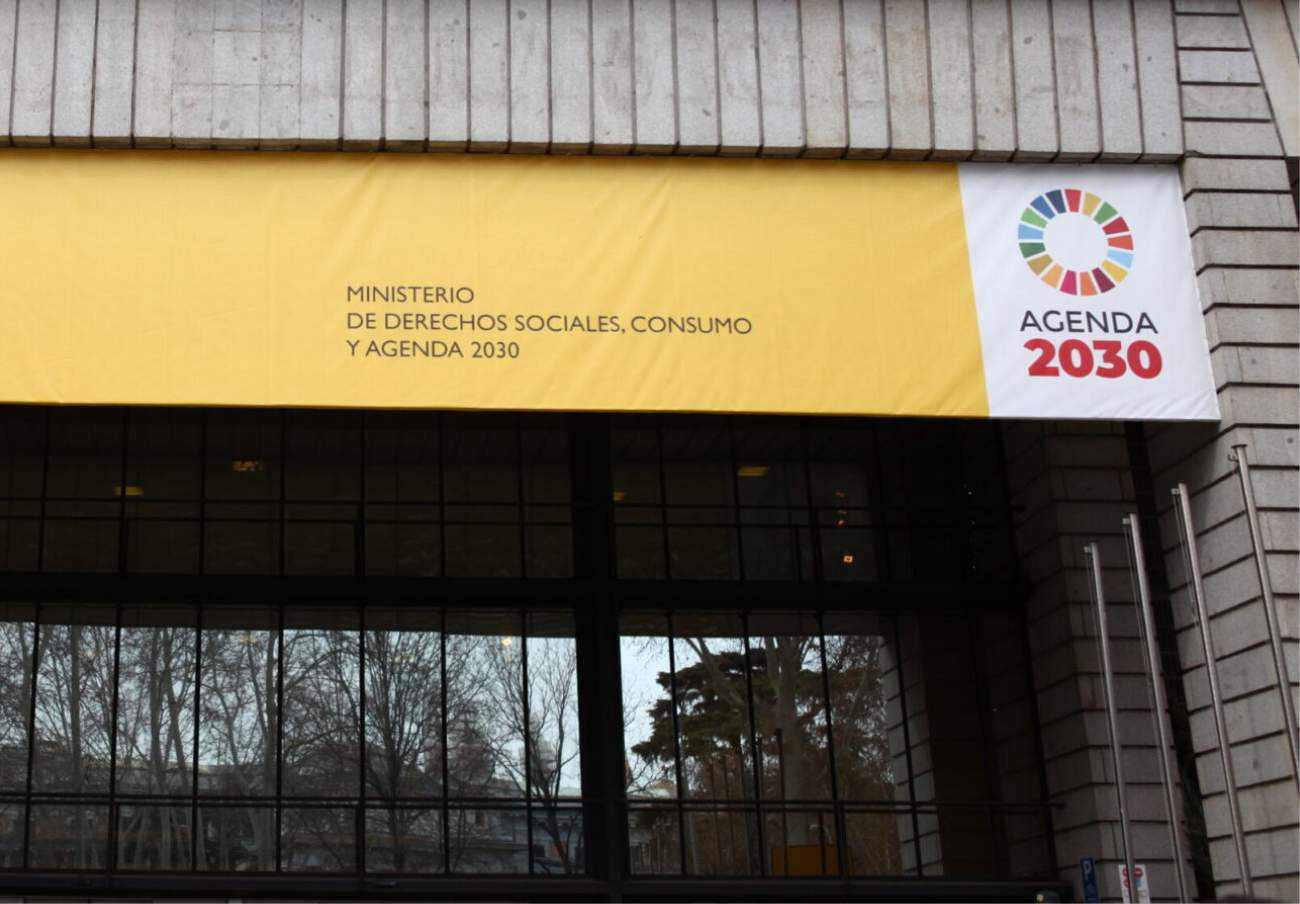 MINISTERIO
DE DERECHOS SOCIALES, CONSUMO
Y AGENDA 2030
AGENDA
2030
P